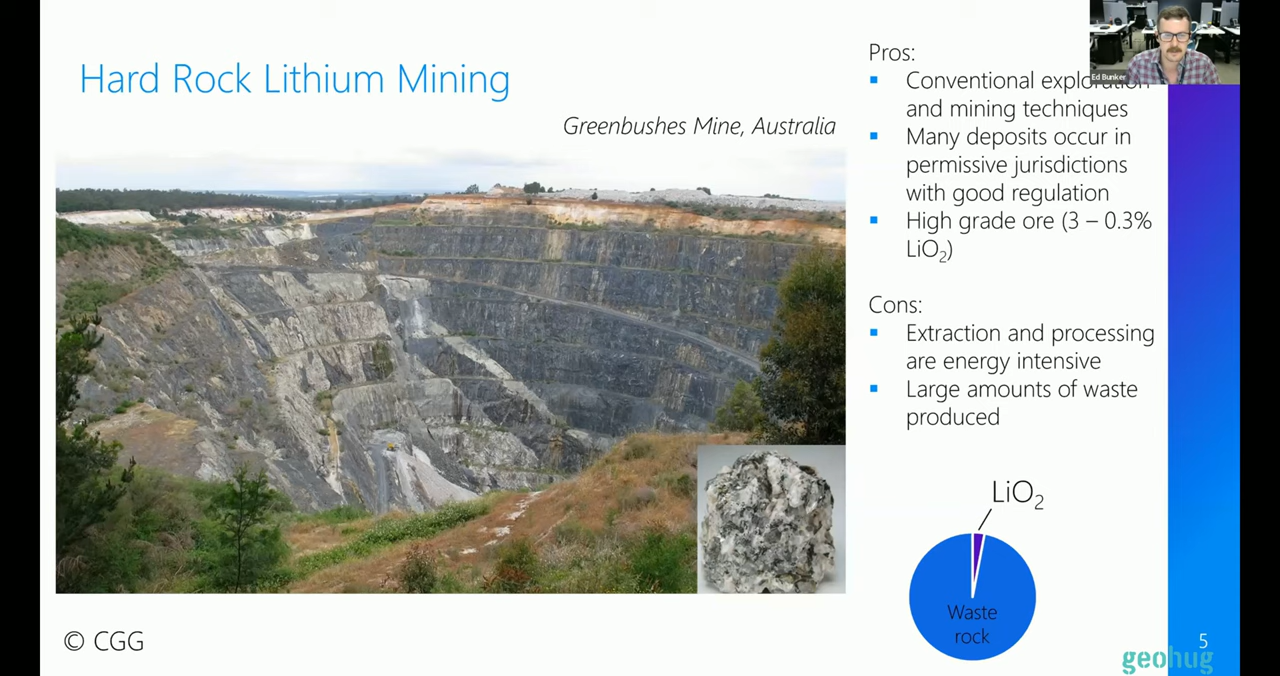 Hard Rock Lithium Mining
Greenbushes Mine, Australia
Pros:
Conventional exploration
and mining techniques
Many deposits occur in
permissive jurisdictions
with good regulation
High grade ore (3 – 0.3%
LiO₂)
Cons:
Extraction and processing
are energy intensive
Large amounts of waste
produced
LiO₂
Waste
rock
© CGG
5
geohug
Ed Bunker